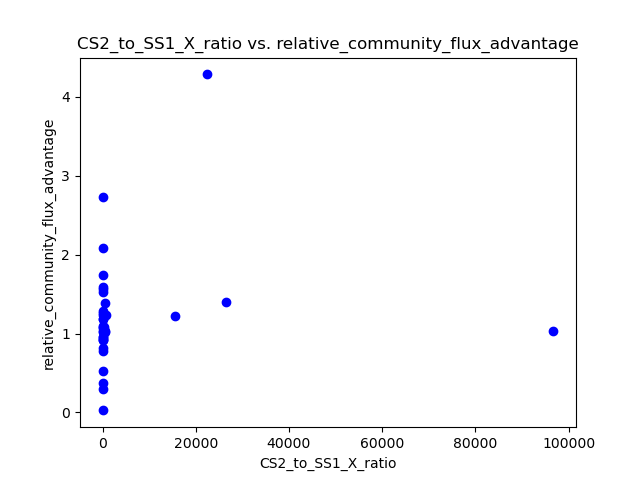 CS2_to_SS1_X_ratio vs. relative_community_flux_advantage
relative_community_flux_advantage
4
3
2
1
0
0 20000 40000 60000 80000 100000
CS2_to_SS1_X_ratio